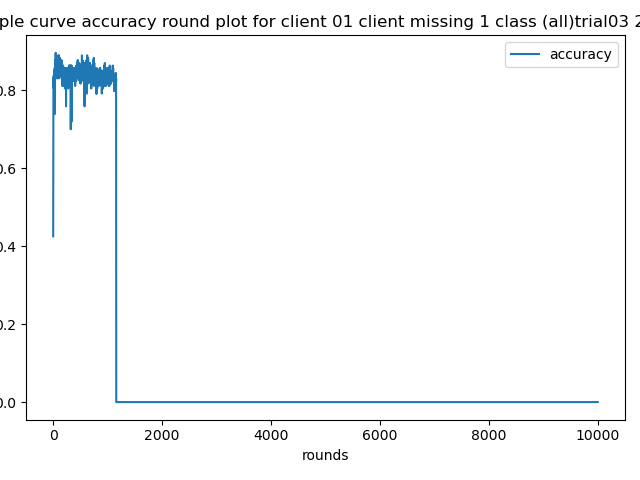 ple curve accuracy round plot for client 01 client missing 1 class (all)trial03 2
accuracy
0.8
0.6
0.4
0.2
0.0
0 2000 4000 6000 8000 10000
rounds